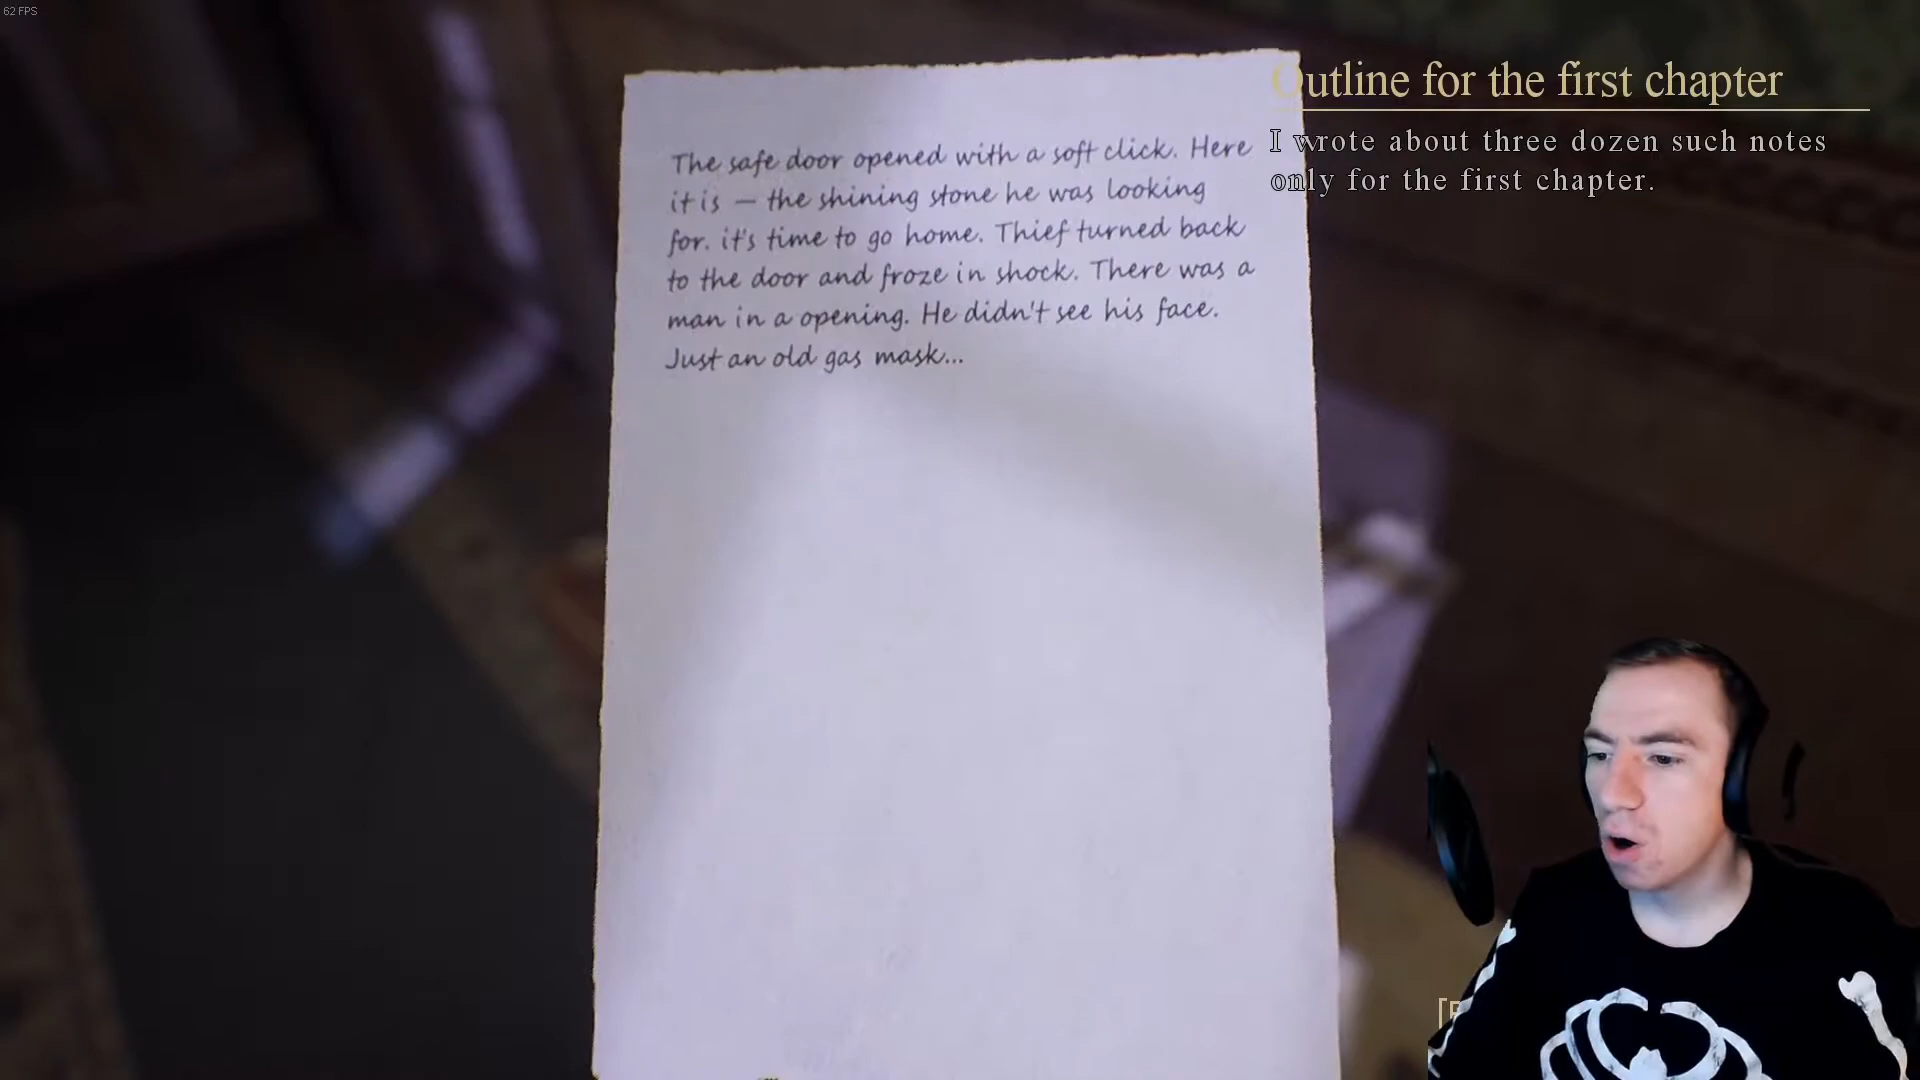 62 FPS
Outline for the first chapter
I wrote about three dozen such notes
only for the first chapter.
The safe door opened with a soft click. Here
it is — the shining stone he was looking
for. it's time to go home. Thief turned back
to the door and froze in shock. There was a
man in a opening. He didn't see his face.
Just an old gas mask...